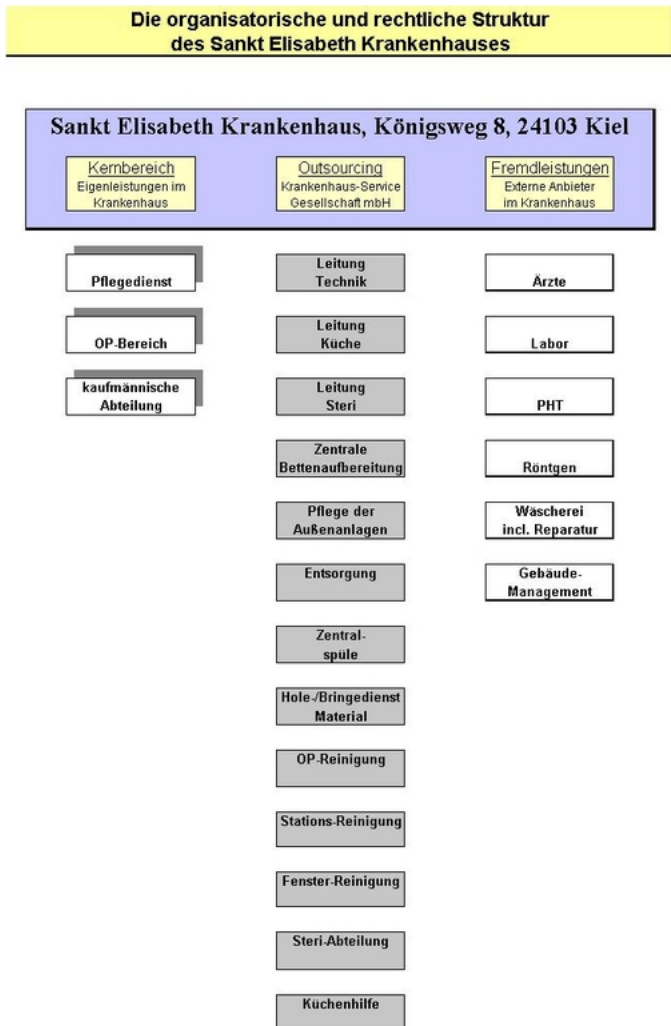 Die organisatorische und rechtliche Struktur
des Sankt Elisabeth Krankenhauses
Sankt Elisabeth Krankenhaus, Königsweg 8, 24103 Kiel
Kernbereich
Eigenleistungen im
Krankenhaus
Outsourcing
Krankenhaus-Service
Gesellschaft mbH
Fremdleistungen
Externe Anbieter
im Krankenhaus
Pflegedienst
OP-Bereich
kaufmännische
Abteilung
Leitung
Technik
Leitung
Küche
Leitung
Steri
Zentrale
Bettenaufbereitung
Pflege der
Außenanlagen
Entsorgung
Zentral-
spüle
Hole-/Bringedienst
Material
OP-Reinigung
Stations-Reinigung
Fenster-Reinigung
Steri-Abteilung
Küchenhilfe
Ärzte
Labor
PHT
Röntgen
Wäscherei
incl. Reparatur
Gebäude-
Management